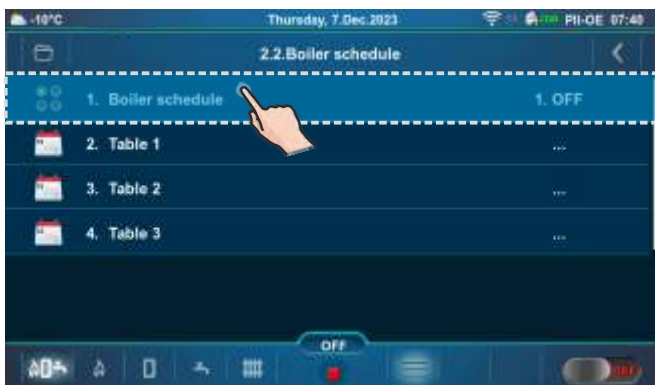 -10°C Thursday, 7.Dec.2023 PII-OE 07:40
2.2.Boiler schedule
1. Boiler schedule 1. OFF
2. Table 1 ...
3. Table 2 ...
4. Table 3 ...
OFF
OFF